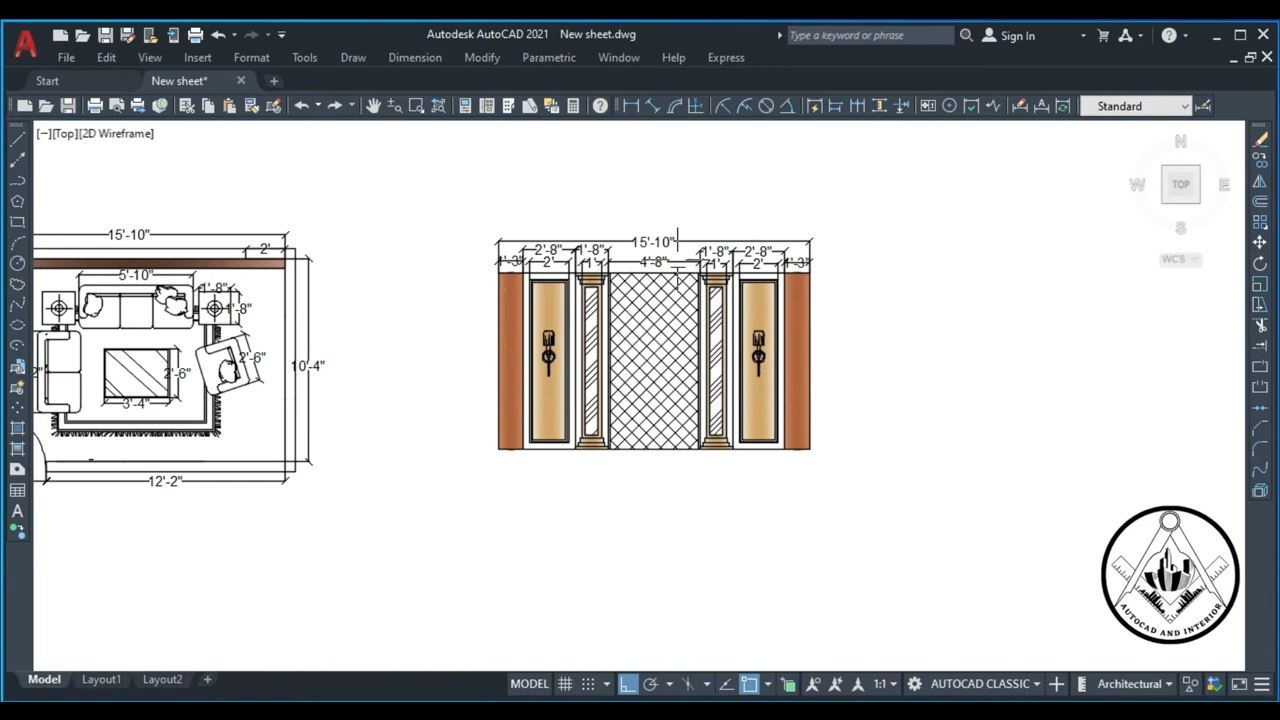 Autodesk AutoCAD 2021 New sheet.dwg
Type a keyword or phrase
Sign In
File Edit View Insert Format Tools Draw Dimension Modify Parametric Window Help Express
Start
New sheet*
Standard
[−][Top][2D Wireframe]
N
W TOP E
S
WCS
15'-10"
2'
5'-10"
1'-8"
1'-8"
2'-6"
10'-4"
2'-6"
3'-4"
12'-2"
15'-10"
2'-8" 1'-8" 1'-8" 2'-8"
1'-3" 2' 1' 4'-8" 1' 2' 1'-3"
AUTOCAD AND INTERIOR
Model Layout1 Layout2
MODEL
1:1
AUTOCAD CLASSIC
Architectural